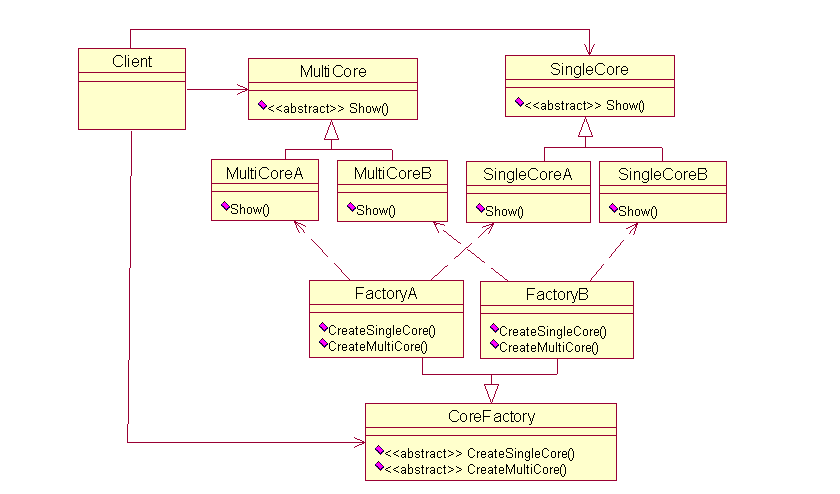 Client
MultiCore
<<abstract>> Show()
SingleCore
<<abstract>> Show()
MultiCoreA
Show()
MultiCoreB
Show()
SingleCoreA
Show()
SingleCoreB
Show()
FactoryA
CreateSingleCore()
CreateMultiCore()
FactoryB
CreateSingleCore()
CreateMultiCore()
CoreFactory
<<abstract>> CreateSingleCore()
<<abstract>> CreateMultiCore()